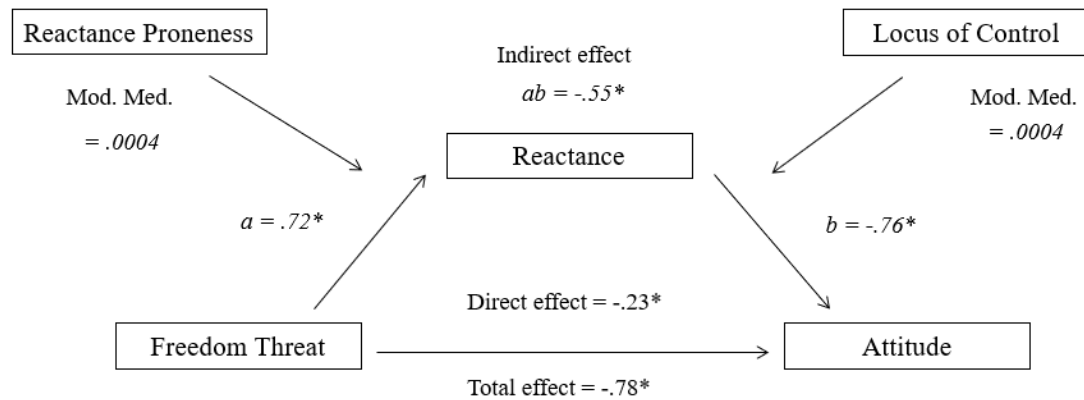 Reactance Proneness
Locus of Control
Indirect effect
ab = -.55*
Mod. Med.
= .0004
Mod. Med.
= .0004
Reactance
a = .72*
b = -.76*
Direct effect = -.23*
Freedom Threat
Attitude
Total effect = -.78*